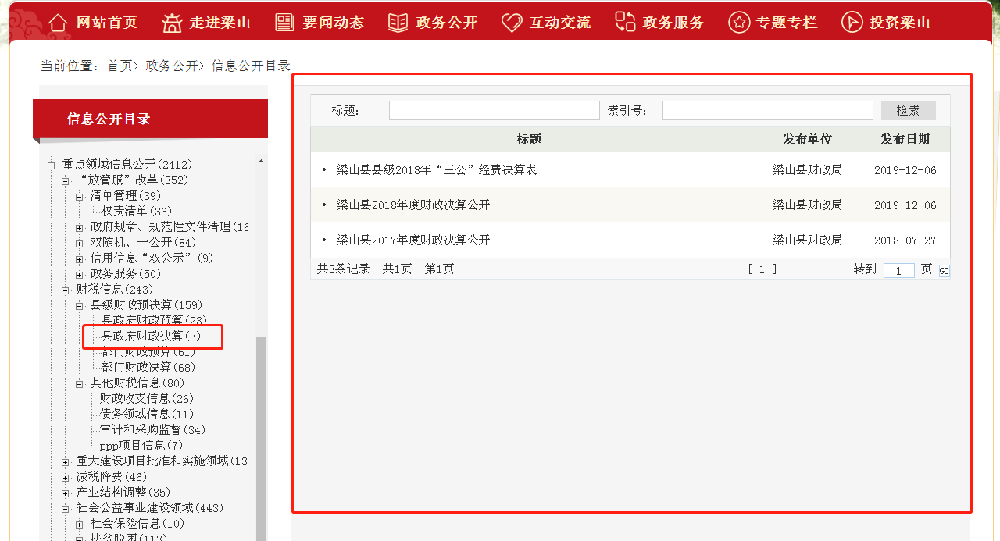 网站首页 走进梁山 要闻动态 政务公开 互动交流 政务服务 专题专栏 投资梁山
当前位置：首页> 政务公开> 信息公开目录
信息公开目录
重点领域信息公开(2412)
“放管服”改革(352)
清单管理(39)
权责清单(36)
政府规章、规范性文件清理(16
双随机、一公开(84)
信用信息“双公示”(9)
政务服务(50)
财税信息(243)
县级财政预决算(159)
县政府财政预算(23)
县政府财政决算(3)
部门财政预算(61)
部门财政决算(68)
其他财税信息(80)
财政收支信息(26)
债务领域信息(11)
审计和采购监督(34)
ppp项目信息(7)
重大建设项目批准和实施领域(13
减税降费(46)
产业结构调整(35)
社会公益事业建设领域(443)
社会保险信息(10)
扶贫脱困(113)
标题： 索引号： 检索
标题 发布单位 发布日期
• 梁山县县级2018年“三公”经费决算表 梁山县财政局 2019-12-06
• 梁山县2018年度财政决算公开 梁山县财政局 2019-12-06
• 梁山县2017年度财政决算公开 梁山县财政局 2018-07-27
共3条记录 共1页 第1页 [ 1 ] 转到 1 页 GO